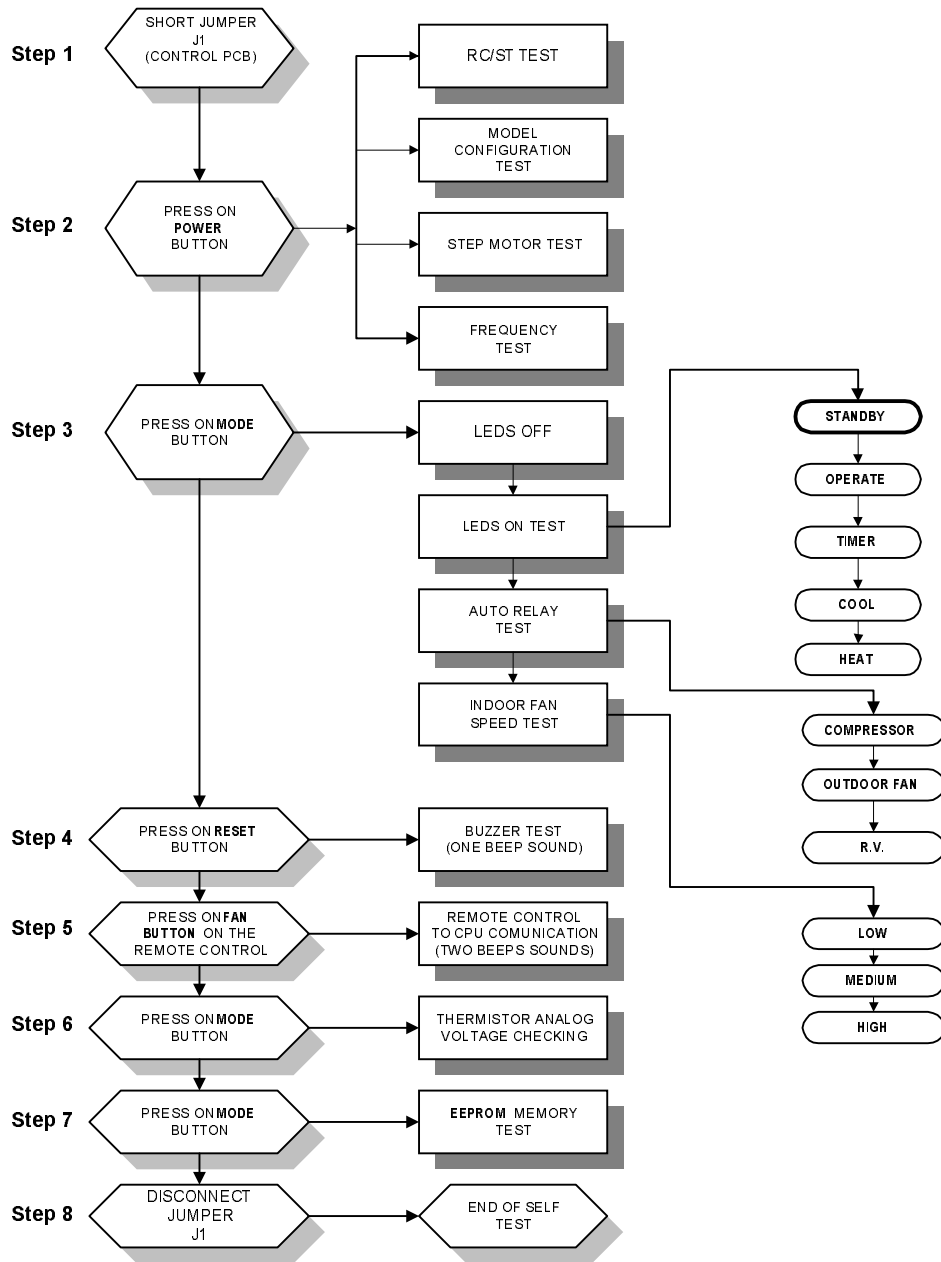 Step 1
SHORT JUMPER
J1
(CONTROL PCB)
RC/ST TEST
MODEL
CONFIGURATION
TEST
Step 2
PRESS ON
POWER
BUTTON
STEP MOTOR TEST
FREQUENCY
TEST
Step 3
PRESS ON MODE
BUTTON
LEDS OFF
LEDS ON TEST
AUTO RELAY
TEST
INDOOR FAN
SPEED TEST
STANDBY
OPERATE
TIMER
COOL
HEAT
COMPRESSOR
OUTDOOR FAN
R.V.
LOW
MEDIUM
HIGH
Step 4
PRESS ON RESET
BUTTON
BUZZER TEST
(ONE BEEP SOUND)
Step 5
PRESS ON FAN
BUTTON ON THE
REMOTE CONTROL
REMOTE CONTROL
TO CPU COMUNICATION
(TWO BEEPS SOUNDS)
Step 6
PRESS ON MODE
BUTTON
THERMISTOR ANALOG
VOLTAGE CHECKING
Step 7
PRESS ON MODE
BUTTON
EEPROM MEMORY
TEST
Step 8
DISCONNECT
JUMPER
J1
END OF SELF
TEST